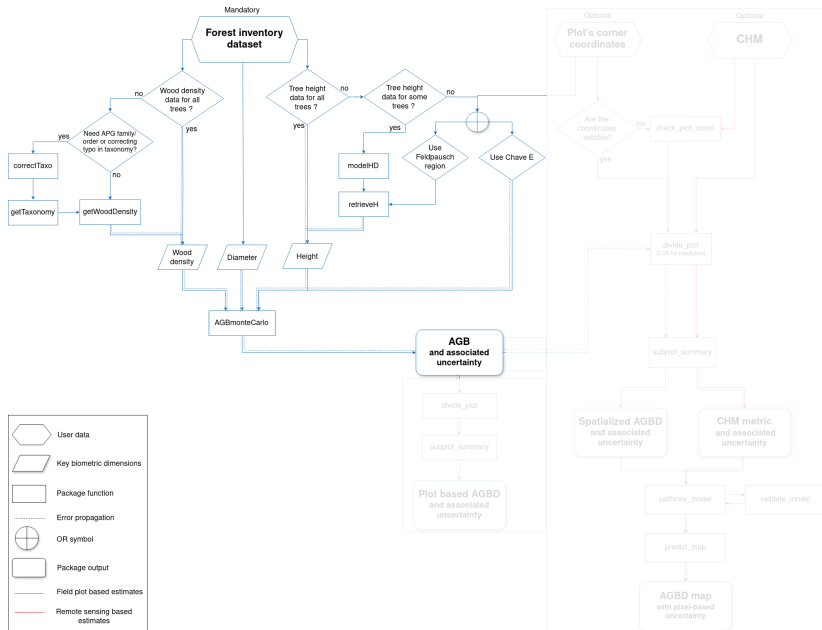 Mandatory
Forest inventory
dataset
Optional
Plot's corner
coordinates
Optional
CHM
no
Wood density
data for all
trees ?
yes
Tree height
data for all
trees ?
no
yes
Tree height
data for some
trees ?
no
yes
Are the
coordinates
reliable?
no
yes
check_plot_coord
yes
Need APG family/
order or correcting
typo in taxonomy?
no
correctTaxo
getTaxonomy
getWoodDensity
modelHD
retrieveH
Use
Feldpausch
region
Use Chave E
Wood
density
Diameter
Height
divide_plot
(0.25 ha resolution)
AGBmonteCarlo
AGB
and associated
uncertainty
subplot_summary
divide_plot
subplot_summary
Plot based AGBD
and associated
uncertainty
Spatialized AGBD
and associated
uncertainty
CHM metric
and associated
uncertainty
calibrate_model
validate_model
predict_map
AGBD map
with pixel-based
uncertainty
User data
Key biometric dimensions
Package function
Error propagation
OR symbol
Package output
Field plot based estimates
Remote sensing based
estimates